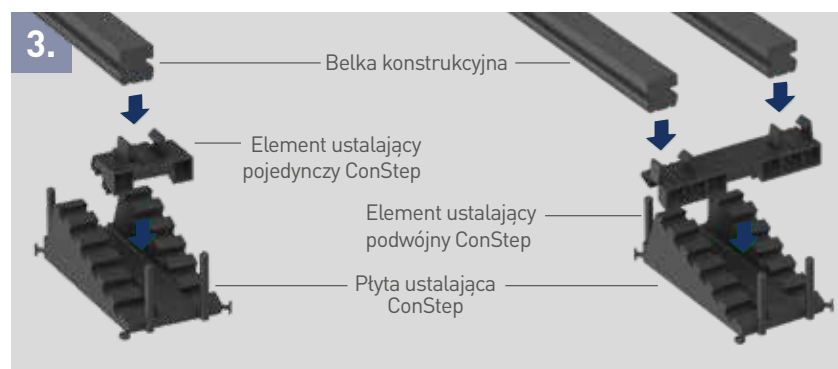 3.
Belka konstrukcyjna
Element ustalający
pojedynczy ConStep
Element ustalający
podwójny ConStep
Płyta ustalająca
ConStep